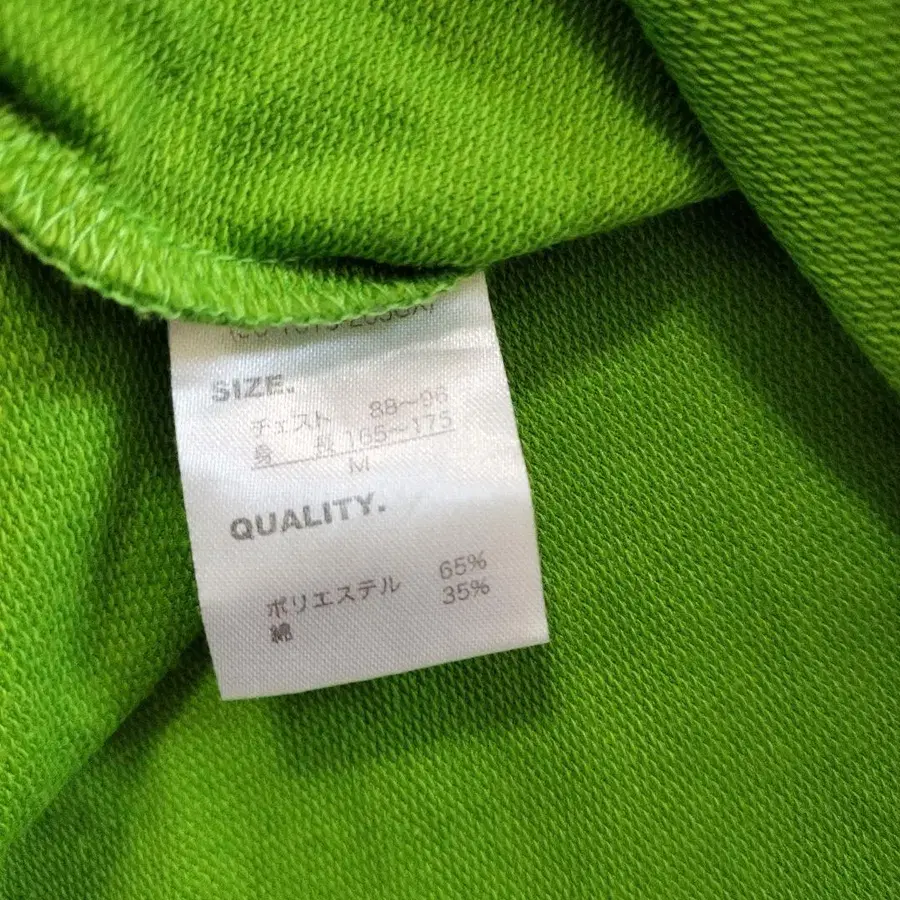 SIZE.
チェスト 88～96
身 長 165～175
M
QUALITY.
ポリエステル 65%
綿 35%